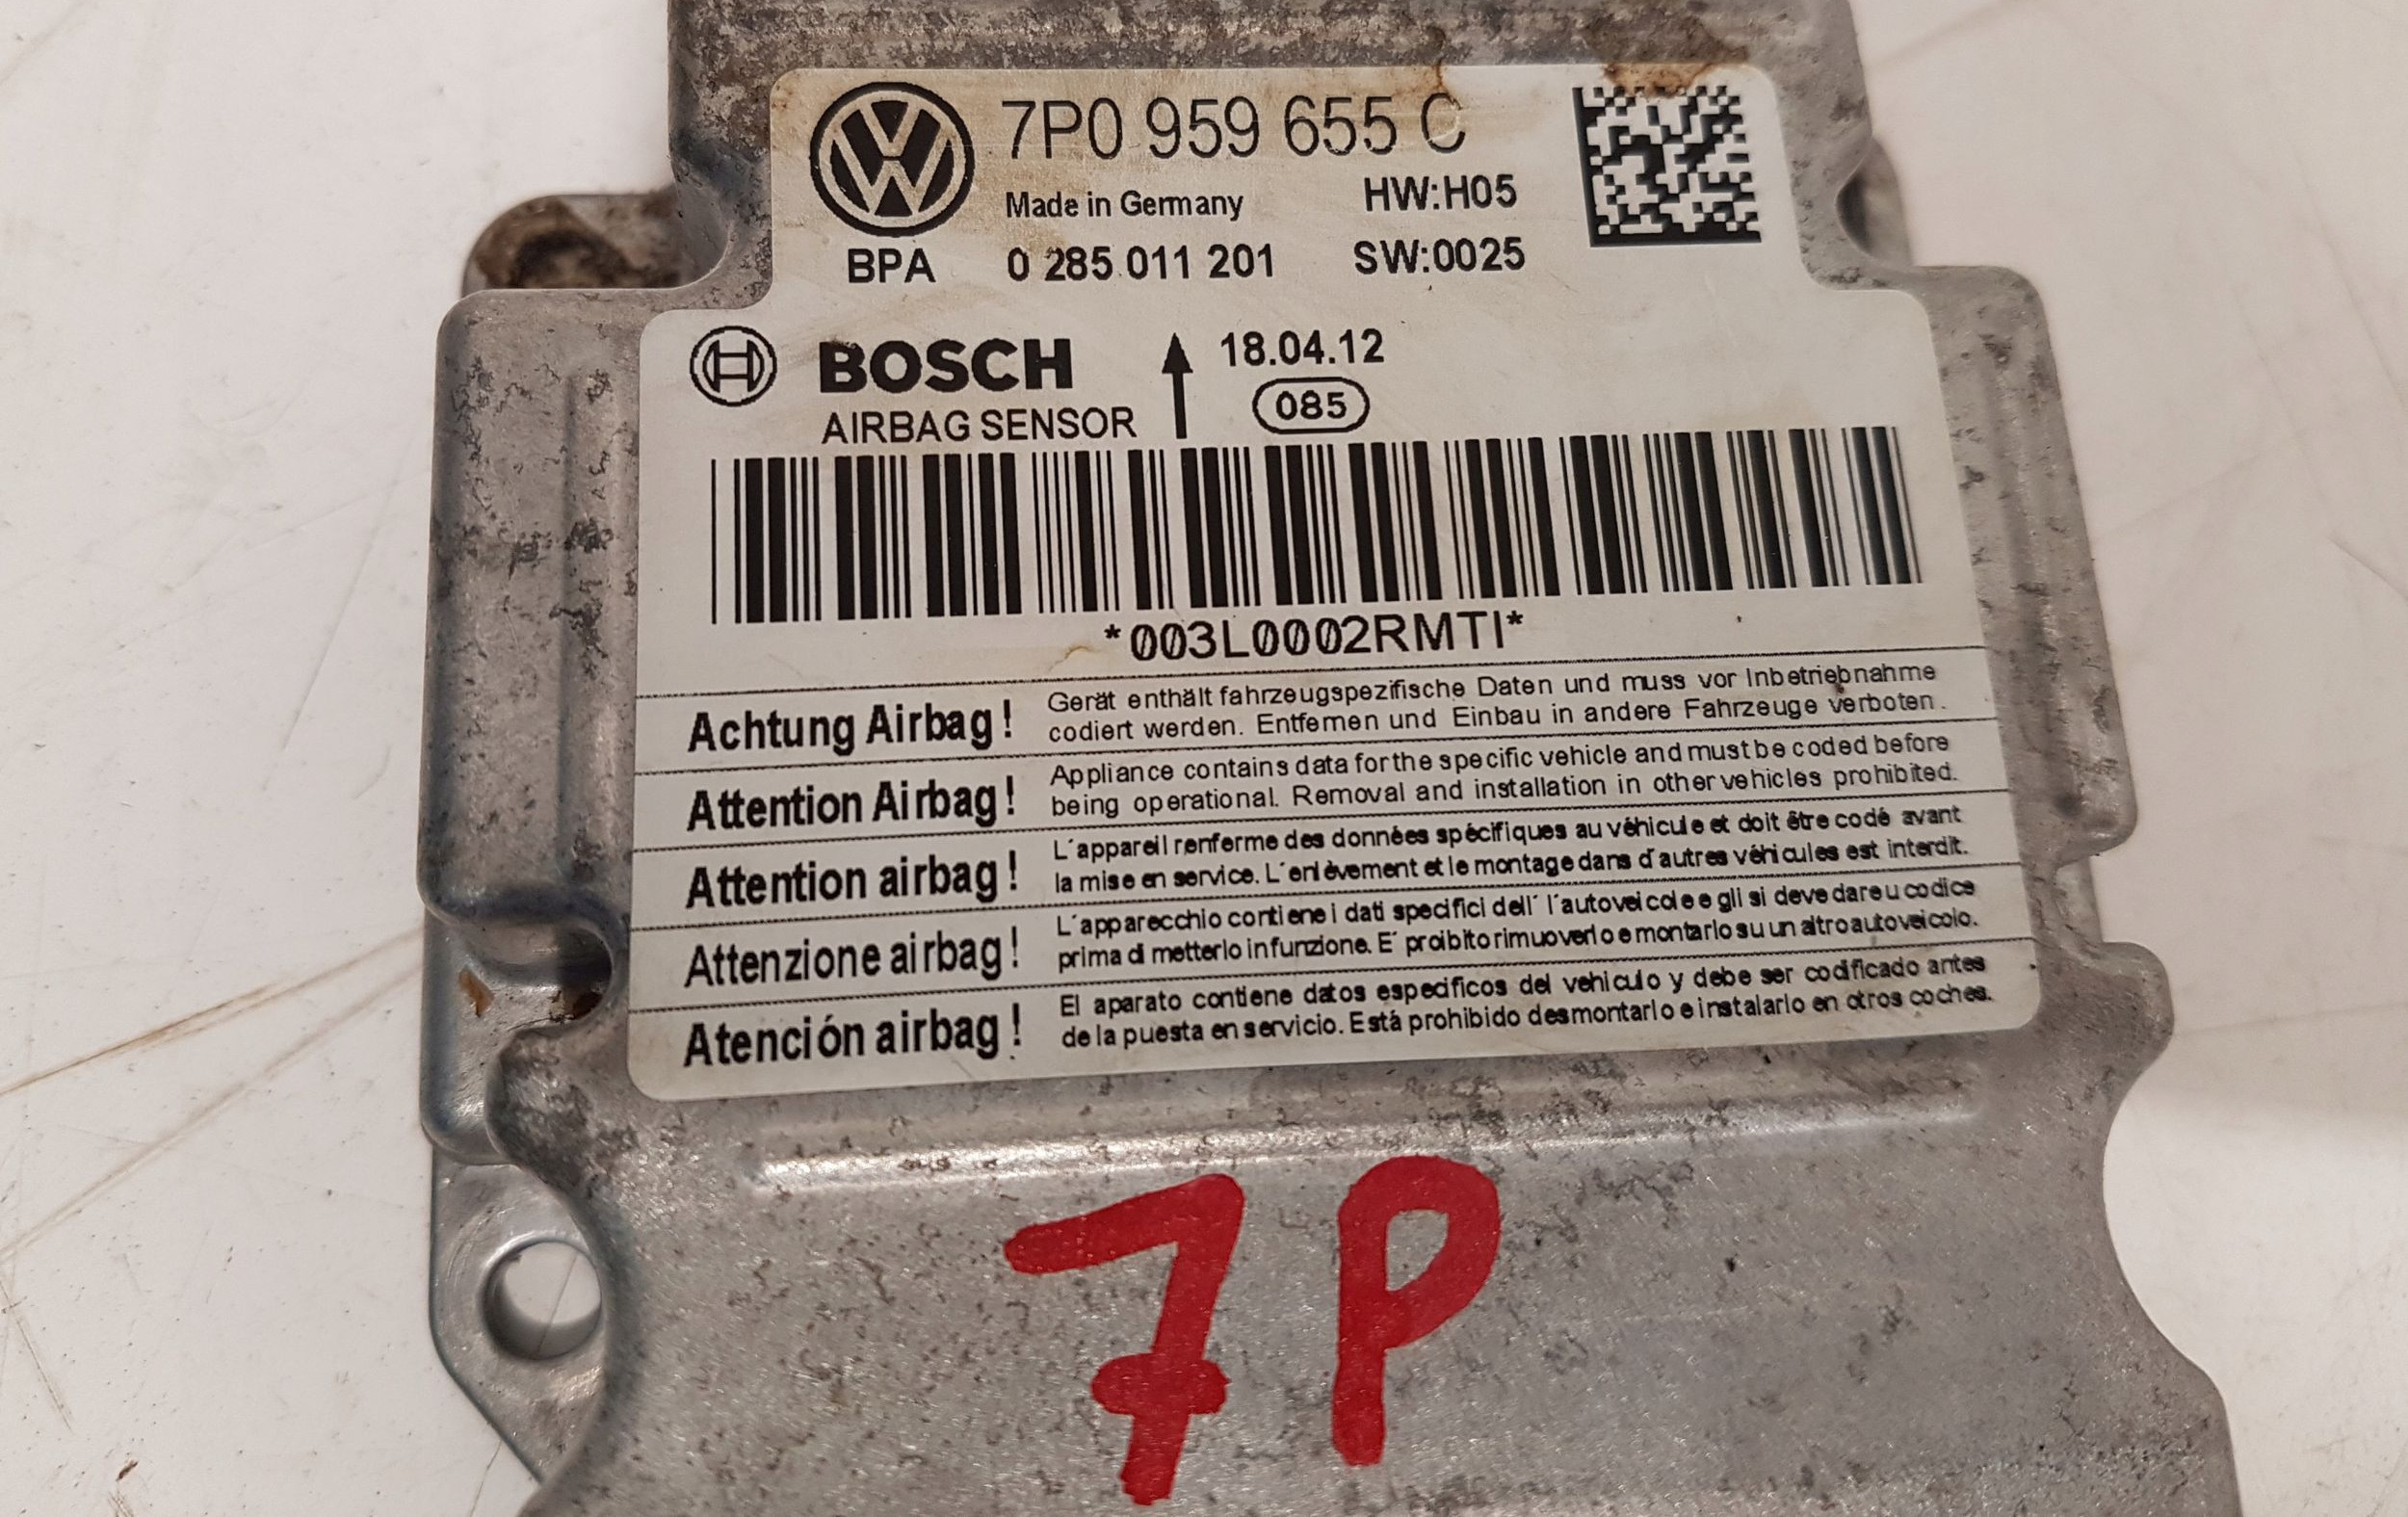 7P0 959 655 C
Made in Germany HW:H05
BPA 0 285 011 201 SW:0025
BOSCH 18.04.12
AIRBAG SENSOR 085
*003L0002RMTI*
Achtung Airbag! Gerät enthält fahrzeugspezifische Daten und muss vor Inbetriebnahme
codiert werden. Entfernen und Einbau in andere Fahrzeuge verboten.
Attention Airbag! Appliance contains data for the specific vehicle and must be coded before
being operational. Removal and installation in other vehicles prohibited.
Attention airbag! L´appareil renferme des données spécifiques au véhicule et doit être codé avant
la mise en service. L´enlèvement et le montage dans d´autres véhicules est interdit.
Attenzione airbag! L´apparecchio contiene i dati specifici dell´ l´autoveicolo e gli si deve dare u codice
prima di metterlo in funzione. E´ proibito rimuoverlo e montarlo su un altro autoveicolo.
Atención airbag! El aparato contiene datos especificos del vehiculo y debe ser codificado antes
de la puesta en servicio. Está prohibido desmontarlo e instalarlo en otros coches.
7P